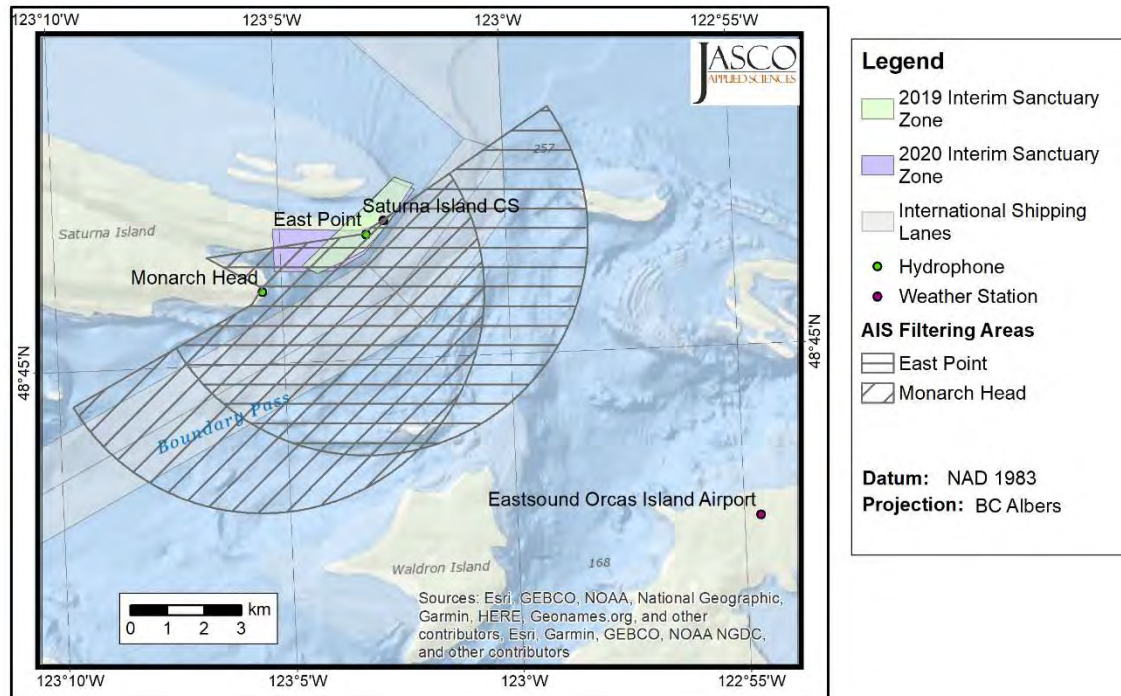 123°10'W
123°5'W
123°0'W
122°55'W
JASCO
APPLIED SCIENCES
257
Saturna Island CS
East Point
Saturna Island
Monarch Head
48°45'N
48°45'N
Boundary Pass
Eastsound Orcas Island Airport
Waldron Island
168
km
0 1 2 3
Sources: Esri, GEBCO, NOAA, National Geographic,
Garmin, HERE, Geonames.org, and other
contributors, Esri, Garmin, GEBCO, NOAA NGDC,
and other contributors
123°10'W
123°5'W
123°0'W
122°55'W
Legend
2019 Interim Sanctuary
Zone
2020 Interim Sanctuary
Zone
International Shipping
Lanes
Hydrophone
Weather Station
AIS Filtering Areas
East Point
Monarch Head
Datum: NAD 1983
Projection: BC Albers